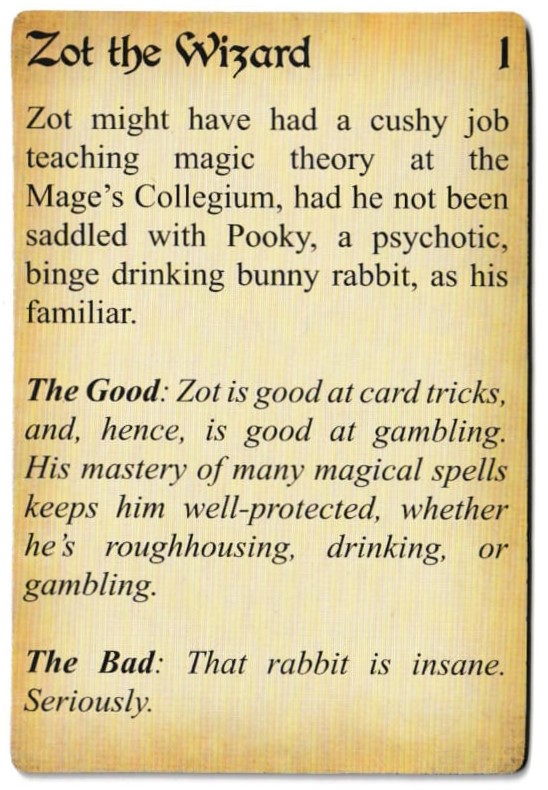 Zot the Wizard 1
Zot might have had a cushy job
teaching magic theory at the
Mage's Collegium, had he not been
saddled with Pooky, a psychotic,
binge drinking bunny rabbit, as his
familiar.
The Good: Zot is good at card tricks,
and, hence, is good at gambling.
His mastery of many magical spells
keeps him well-protected, whether
he's roughhousing, drinking, or
gambling.
The Bad: That rabbit is insane.
Seriously.